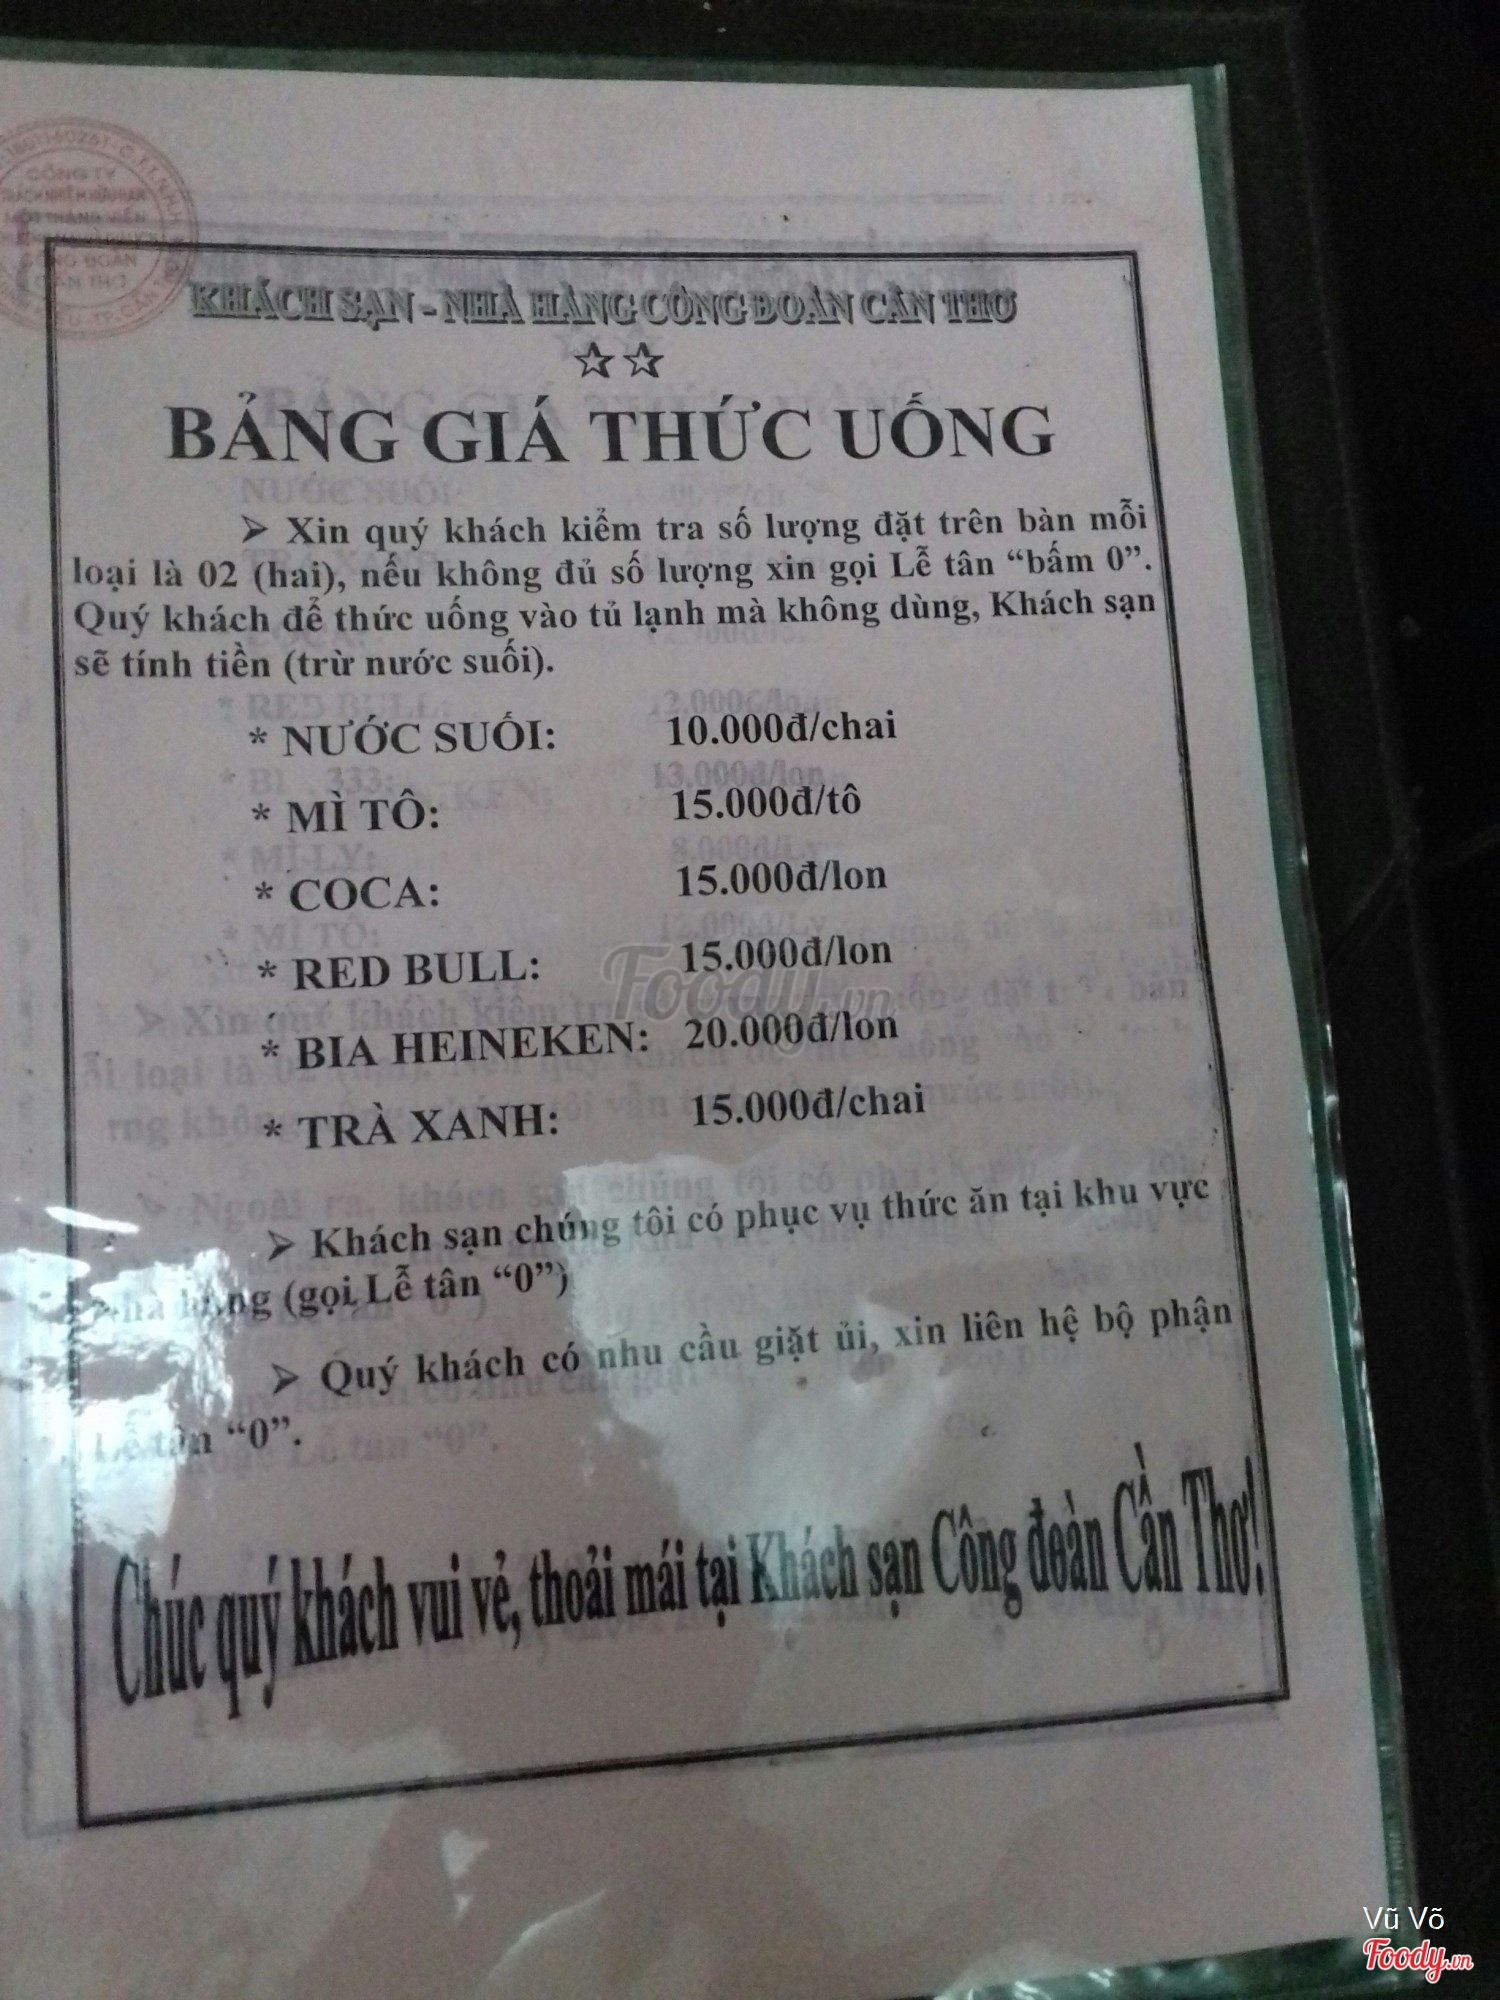 CÔNG TY
CẦN THƠ
KHÁCH SẠN - NHÀ HÀNG CÔNG ĐOÀN CẦN THƠ
☆☆
BẢNG GIÁ THỨC UỐNG
➢ Xin quý khách kiểm tra số lượng đặt trên bàn mỗi
loại là 02 (hai), nếu không đủ số lượng xin gọi Lễ tân “bấm 0”.
Quý khách để thức uống vào tủ lạnh mà không dùng, Khách sạn
sẽ tính tiền (trừ nước suối).
* NƯỚC SUỐI: 10.000đ/chai
* MÌ TÔ: 15.000đ/tô
* COCA: 15.000đ/lon
* RED BULL: 15.000đ/lon
* BIA HEINEKEN: 20.000đ/lon
* TRÀ XANH: 15.000đ/chai
➢ Khách sạn chúng tôi có phục vụ thức ăn tại khu vực
nhà hàng (gọi Lễ tân “0”)
➢ Quý khách có nhu cầu giặt ủi, xin liên hệ bộ phận
Lễ tân “0”.
Chúc quý khách vui vẻ, thoải mái tại Khách sạn Công đoàn Cần Thơ!
Foody.vn
Vũ Võ
Foody.vn